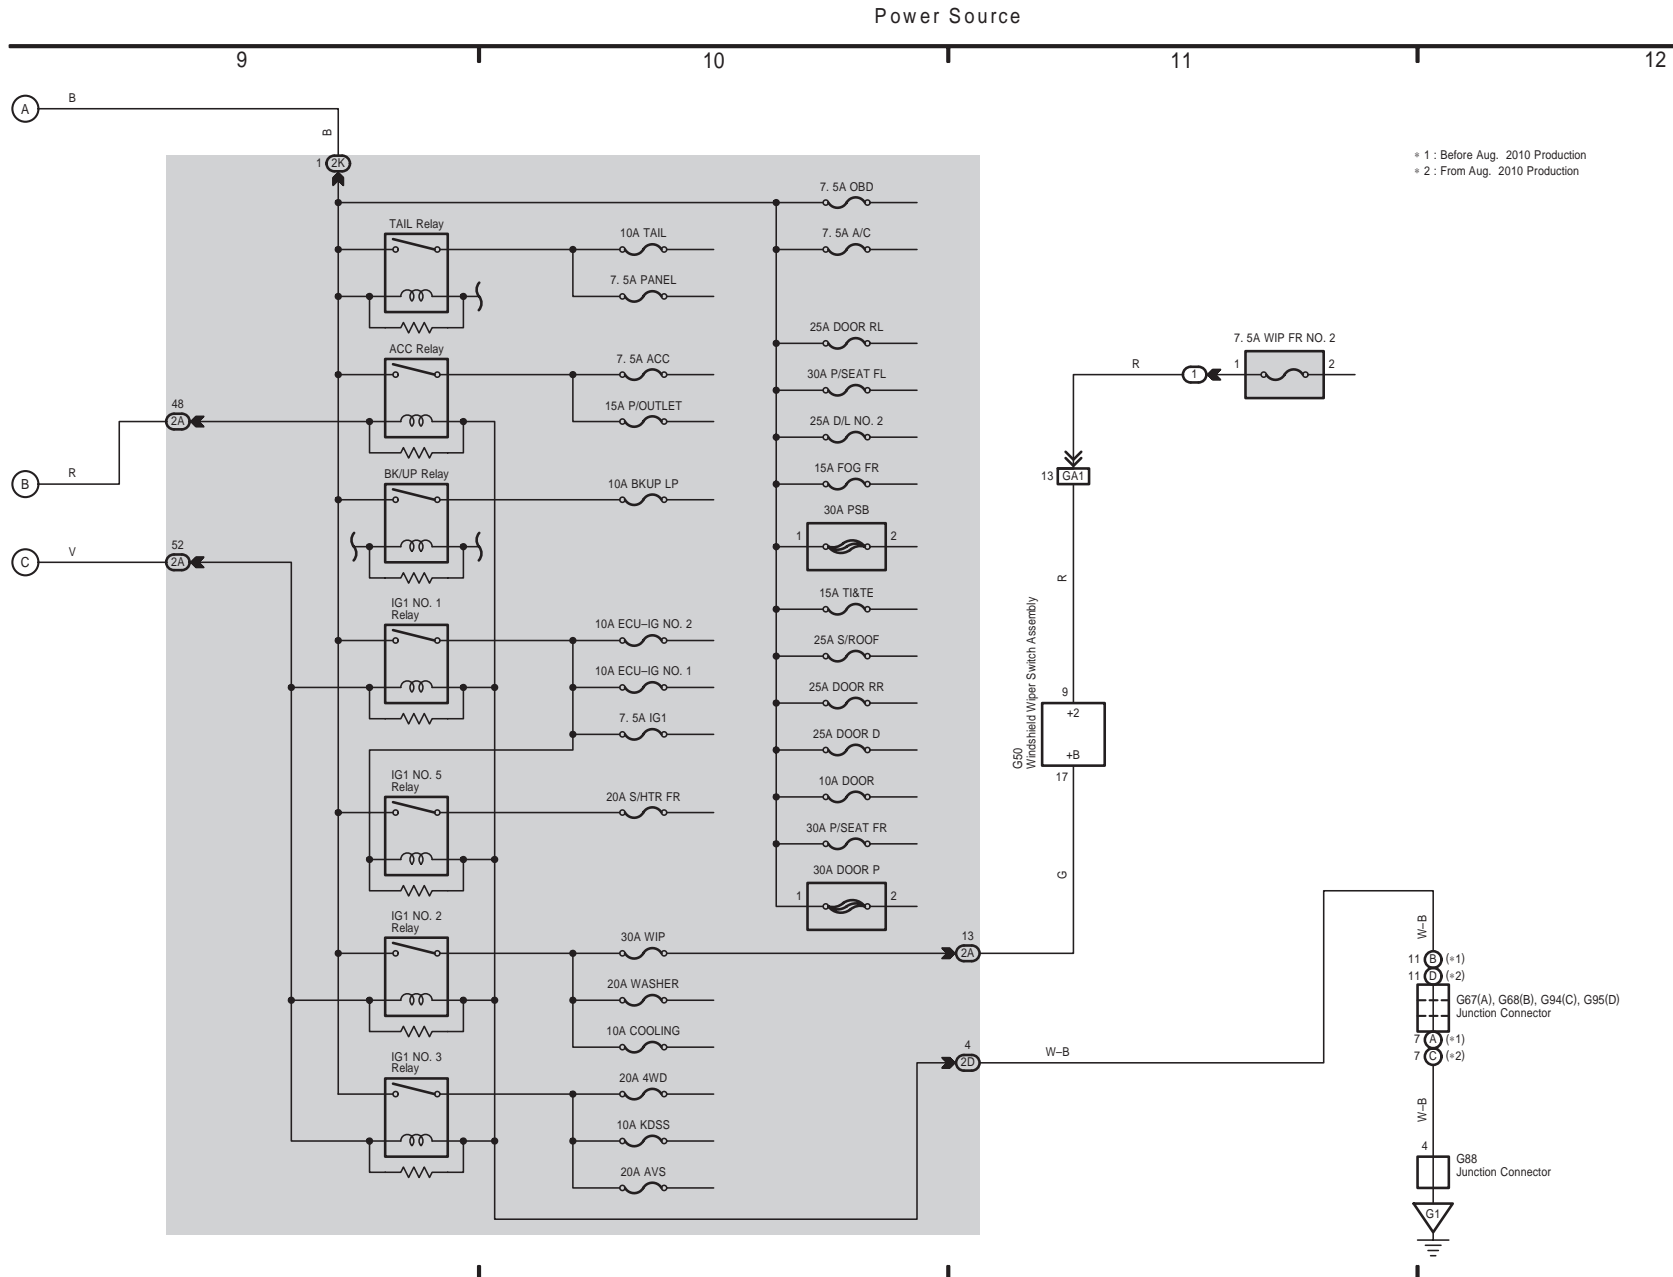 Power Source
9
10
11
12
A
B
B
1
2K
* 1 : Before Aug. 2010 Production
* 2 : From Aug. 2010 Production
7. 5A OBD
TAIL Relay
10A TAIL
7. 5A A/C
7. 5A PANEL
25A DOOR RL
7. 5A WIP FR NO. 2
ACC Relay
7. 5A ACC
30A P/SEAT FL
R
1
1
2
48
2A
15A P/OUTLET
25A D/L NO. 2
B
R
BK/UP Relay
10A BKUP LP
15A FOG FR
13
GA1
30A PSB
1
2
C
V
52
2A
R
IG1 NO. 1
Relay
10A ECU–IG NO. 2
15A TI&TE
25A S/ROOF
10A ECU–IG NO. 1
25A DOOR RR
7. 5A IG1
25A DOOR D
G50
Windshield Wiper Switch Assembly
9
+2
+B
17
IG1 NO. 5
Relay
20A S/HTR FR
10A DOOR
30A P/SEAT FR
30A DOOR P
1
2
G
IG1 NO. 2
Relay
30A WIP
13
2A
20A WASHER
10A COOLING
W–B
11
B
(*1)
11
D
(*2)
G67(A), G68(B), G94(C), G95(D)
Junction Connector
7
A
(*1)
7
C
(*2)
IG1 NO. 3
Relay
4
2D
W–B
20A 4WD
10A KDSS
20A AVS
W–B
4
G88
Junction Connector
G1